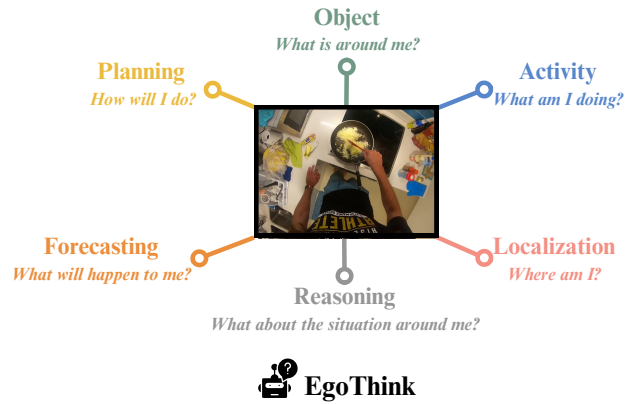 Object
What is around me?
Planning
How will I do?
Activity
What am I doing?
ATHLETE
Forecasting
What will happen to me?
Localization
Where am I?
Reasoning
What about the situation around me?
?
EgoThink